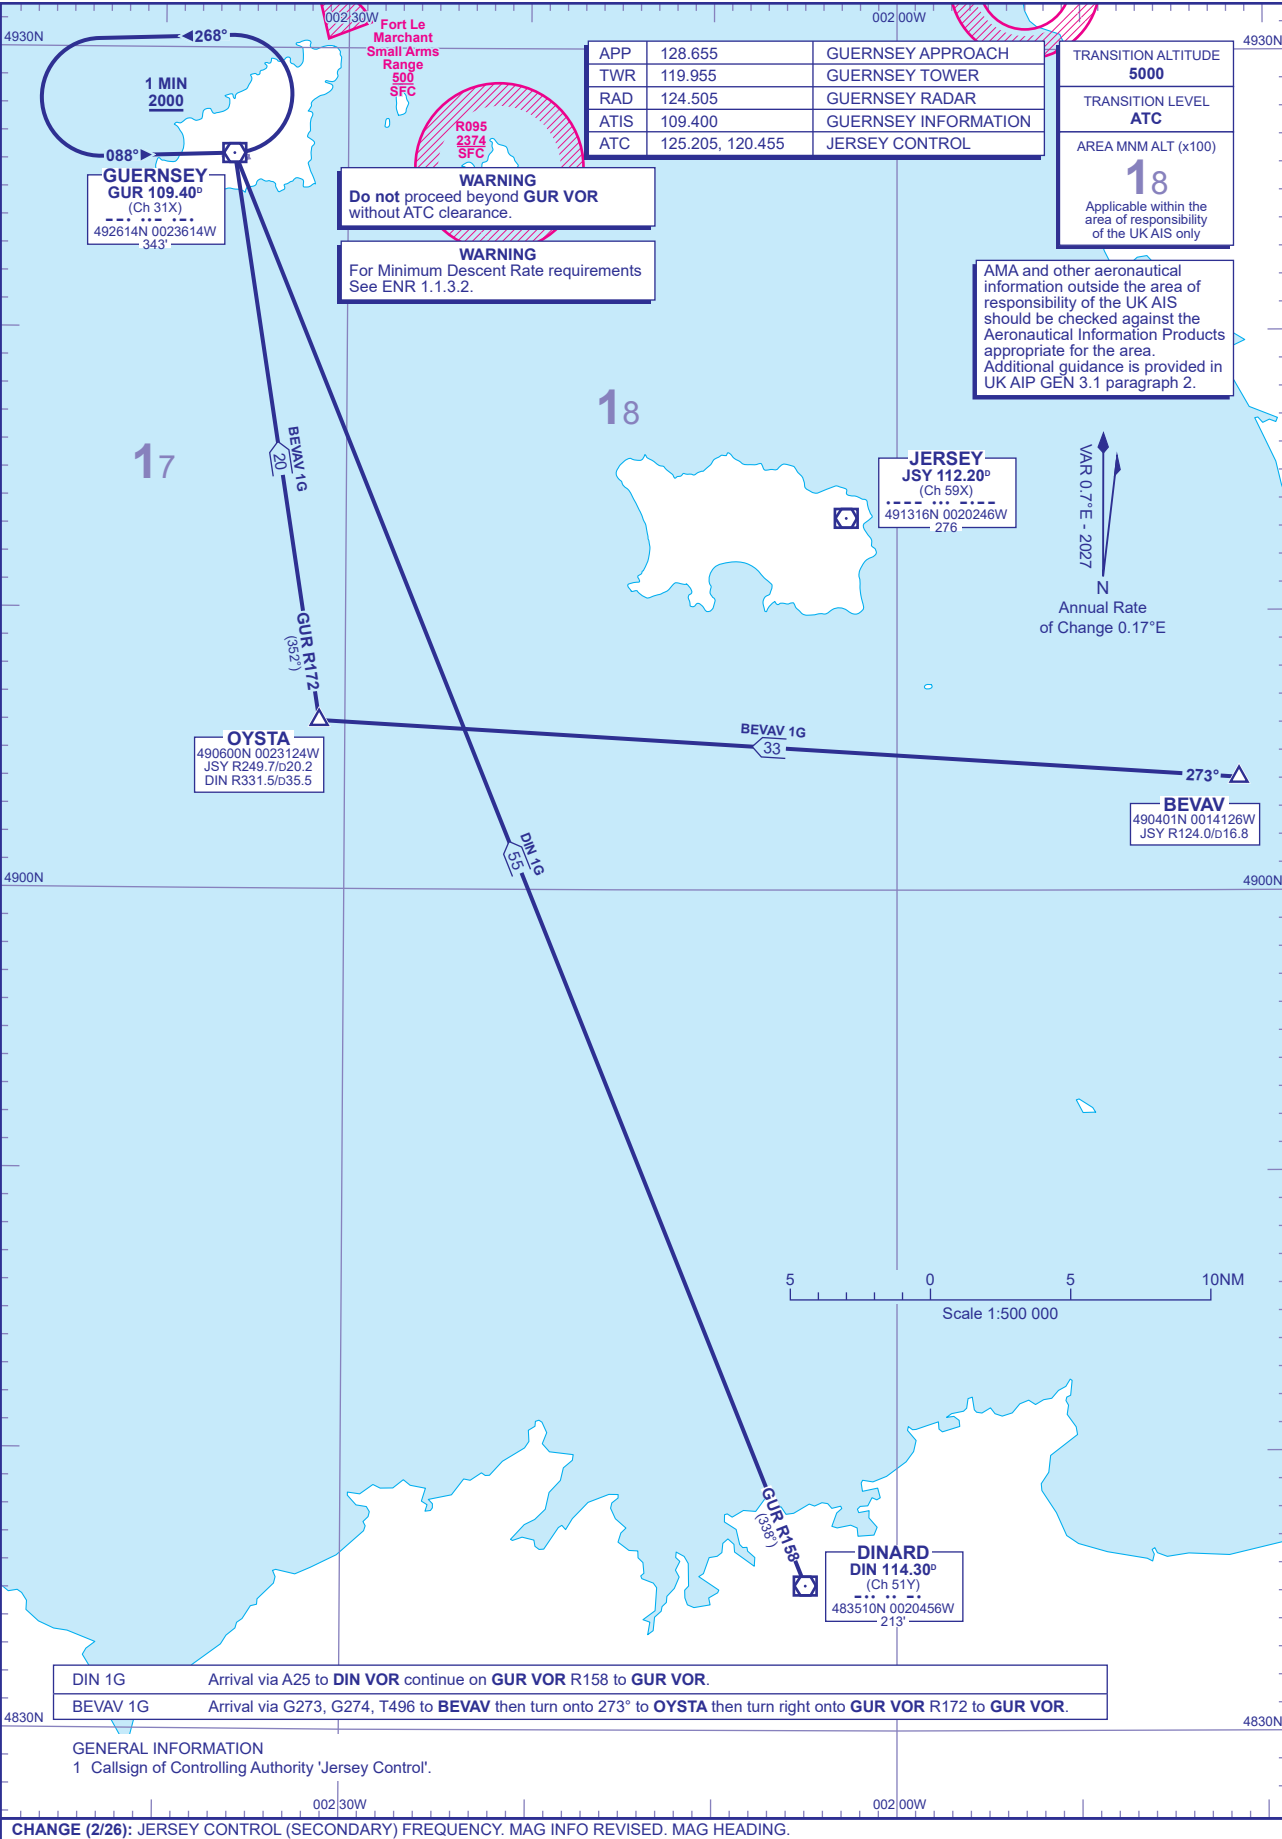 002°30'W
002°00'W
4930N
4930N
268°
1 MIN
2000
088°
Fort Le
Marchant
Small Arms
Range
500
SFC
R095
2374
SFC
APP 128.655 GUERNSEY APPROACH
TWR 119.955 GUERNSEY TOWER
RAD 124.505 GUERNSEY RADAR
ATIS 109.400 GUERNSEY INFORMATION
ATC 125.205, 120.455 JERSEY CONTROL
TRANSITION ALTITUDE
5000
TRANSITION LEVEL
ATC
AREA MNM ALT (x100)
18
Applicable within the
area of responsibility
of the UK AIS only
GUERNSEY
GUR 109.40ᴰ
(Ch 31X)
492614N 0023614W
343'
WARNING
Do not proceed beyond GUR VOR
without ATC clearance.
WARNING
For Minimum Descent Rate requirements
See ENR 1.1.3.2.
AMA and other aeronautical
information outside the area of
responsibility of the UK AIS
should be checked against the
Aeronautical Information Products
appropriate for the area.
Additional guidance is provided in
UK AIP GEN 3.1 paragraph 2.
17
18
BEVAV 1G
20
JERSEY
JSY 112.20ᴰ
(Ch 59X)
491316N 0020246W
276
VAR 0.7°E - 2027
N
Annual Rate
of Change 0.17°E
GUR R172
(352°)
OYSTA
490600N 0023124W
JSY R249.7/D20.2
DIN R331.5/D35.5
BEVAV 1G
33
273°
BEVAV
490401N 0014126W
JSY R124.0/D16.8
DIN 1G
55
4900N
4900N
5 0 5 10NM
Scale 1:500 000
GUR R158
(338°)
DINARD
DIN 114.30ᴰ
(Ch 51Y)
483510N 0020456W
213'
DIN 1G Arrival via A25 to DIN VOR continue on GUR VOR R158 to GUR VOR.
BEVAV 1G Arrival via G273, G274, T496 to BEVAV then turn onto 273° to OYSTA then turn right onto GUR VOR R172 to GUR VOR.
4830N
4830N
GENERAL INFORMATION
1 Callsign of Controlling Authority 'Jersey Control'.
002°30'W
002°00'W
CHANGE (2/26): JERSEY CONTROL (SECONDARY) FREQUENCY. MAG INFO REVISED. MAG HEADING.